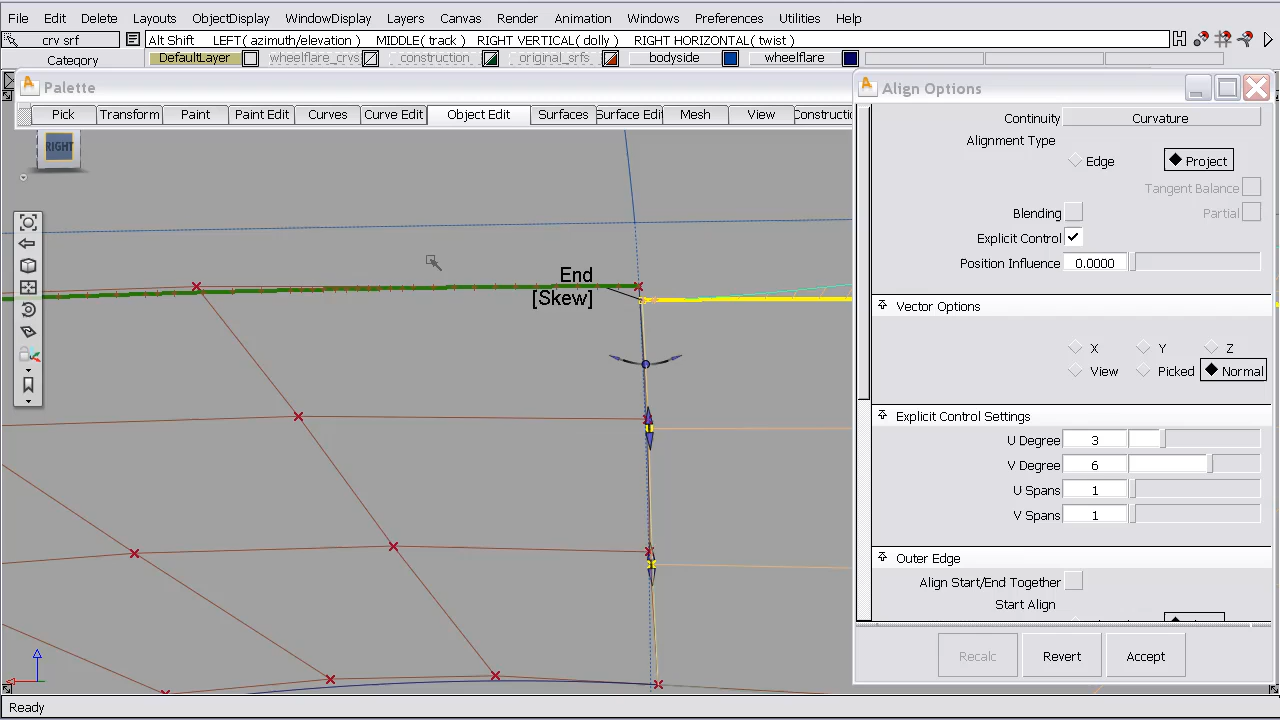 File Edit Delete Layouts ObjectDisplay WindowDisplay Layers Canvas Render Animation Windows Preferences Utilities Help
crv srf Alt Shift LEFT( azimuth/elevation ) MIDDLE( track ) RIGHT VERTICAL( dolly ) RIGHT HORIZONTAL( twist )
Category DefaultLayer wheelflare_crvs construction original_srfs bodyside wheelflare
Palette
Pick Transform Paint Paint Edit Curves Curve Edit Object Edit Surfaces Surface Edi Mesh View Constructi
RIGHT
End
[Skew]
Align Options
Continuity Curvature
Alignment Type
Edge Project
Tangent Balance
Blending Partial
Explicit Control
Position Influence 0.0000
Vector Options
X Y Z
View Picked Normal
Explicit Control Settings
U Degree 3
V Degree 6
U Spans 1
V Spans 1
Outer Edge
Align Start/End Together
Start Align
Recalc Revert Accept
Ready